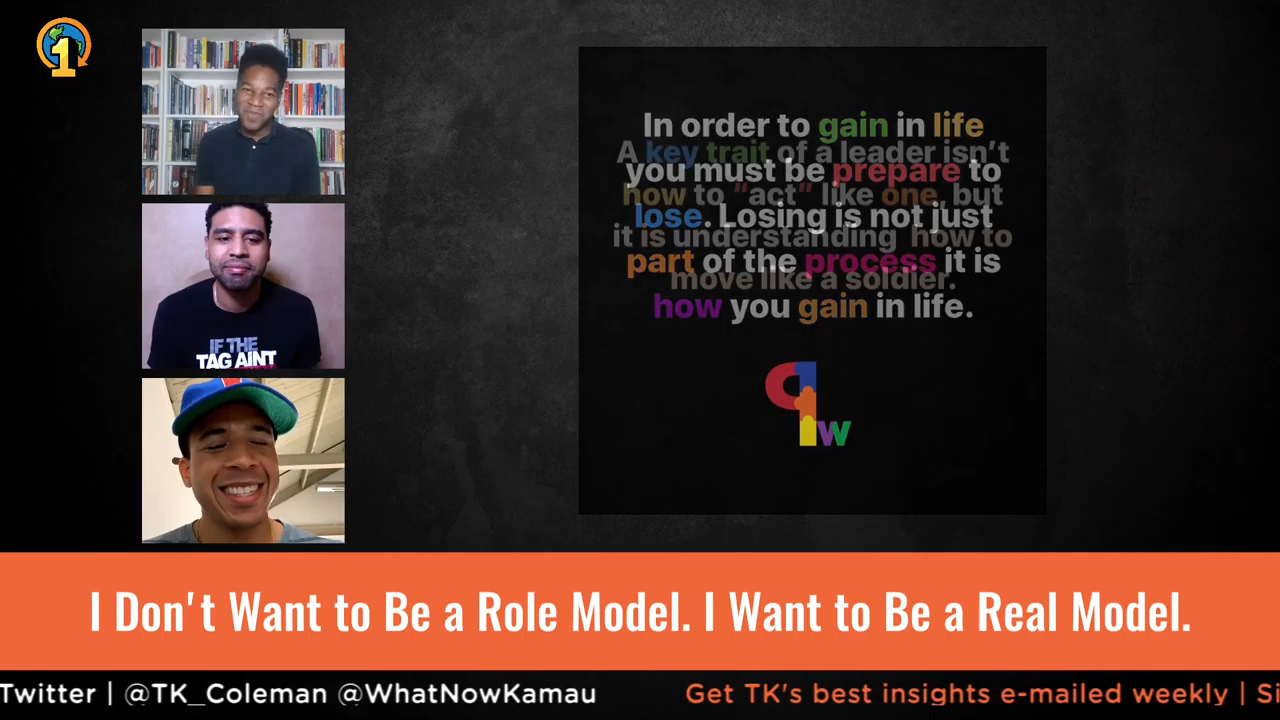 1
IF THE
TAG AINT
In order to gain in life
you must be prepare to
lose. Losing is not just
part of the process it is
how you gain in life.
A key trait of a leader isn't
how to "act" like one, but
it is understanding how to
move like a soldier.
w
I Don't Want to Be a Role Model. I Want to Be a Real Model.
Twitter | @TK_Coleman @WhatNowKamau
Get TK's best insights e-mailed weekly | Si